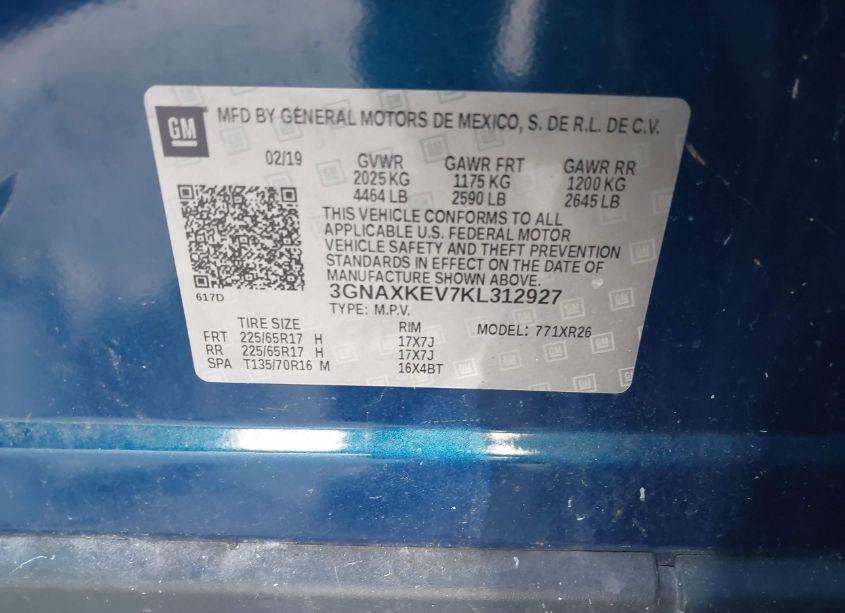 GM
MFD BY GENERAL MOTORS DE MEXICO, S. DE R.L. DE C.V.
02/19 GVWR GAWR FRT GAWR RR
2025 KG 1175 KG 1200 KG
4464 LB 2590 LB 2645 LB
THIS VEHICLE CONFORMS TO ALL
APPLICABLE U.S. FEDERAL MOTOR
VEHICLE SAFETY AND THEFT PREVENTION
STANDARDS IN EFFECT ON THE DATE OF
MANUFACTURE SHOWN ABOVE.
617D
3GNAXKEV7KL312927
TYPE: M.P.V.
MODEL: 771XR26
TIRE SIZE RIM
FRT 225/65R17 H 17X7J
RR 225/65R17 H 17X7J
SPA T135/70R16 M 16X4BT